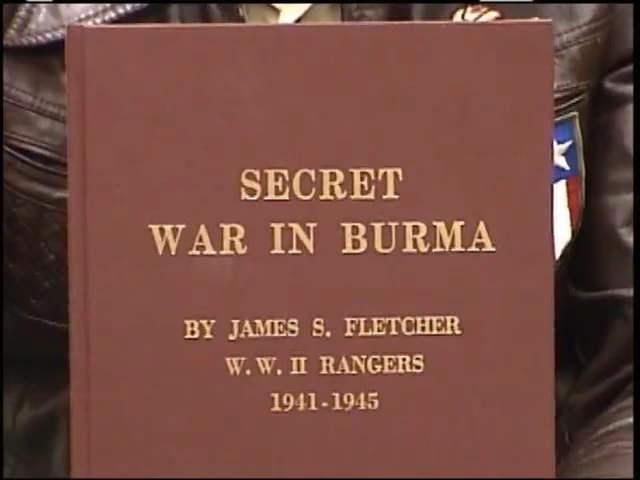 SECRET
WAR IN BURMA
BY JAMES S. FLETCHER
W. W. II RANGERS
1941-1945